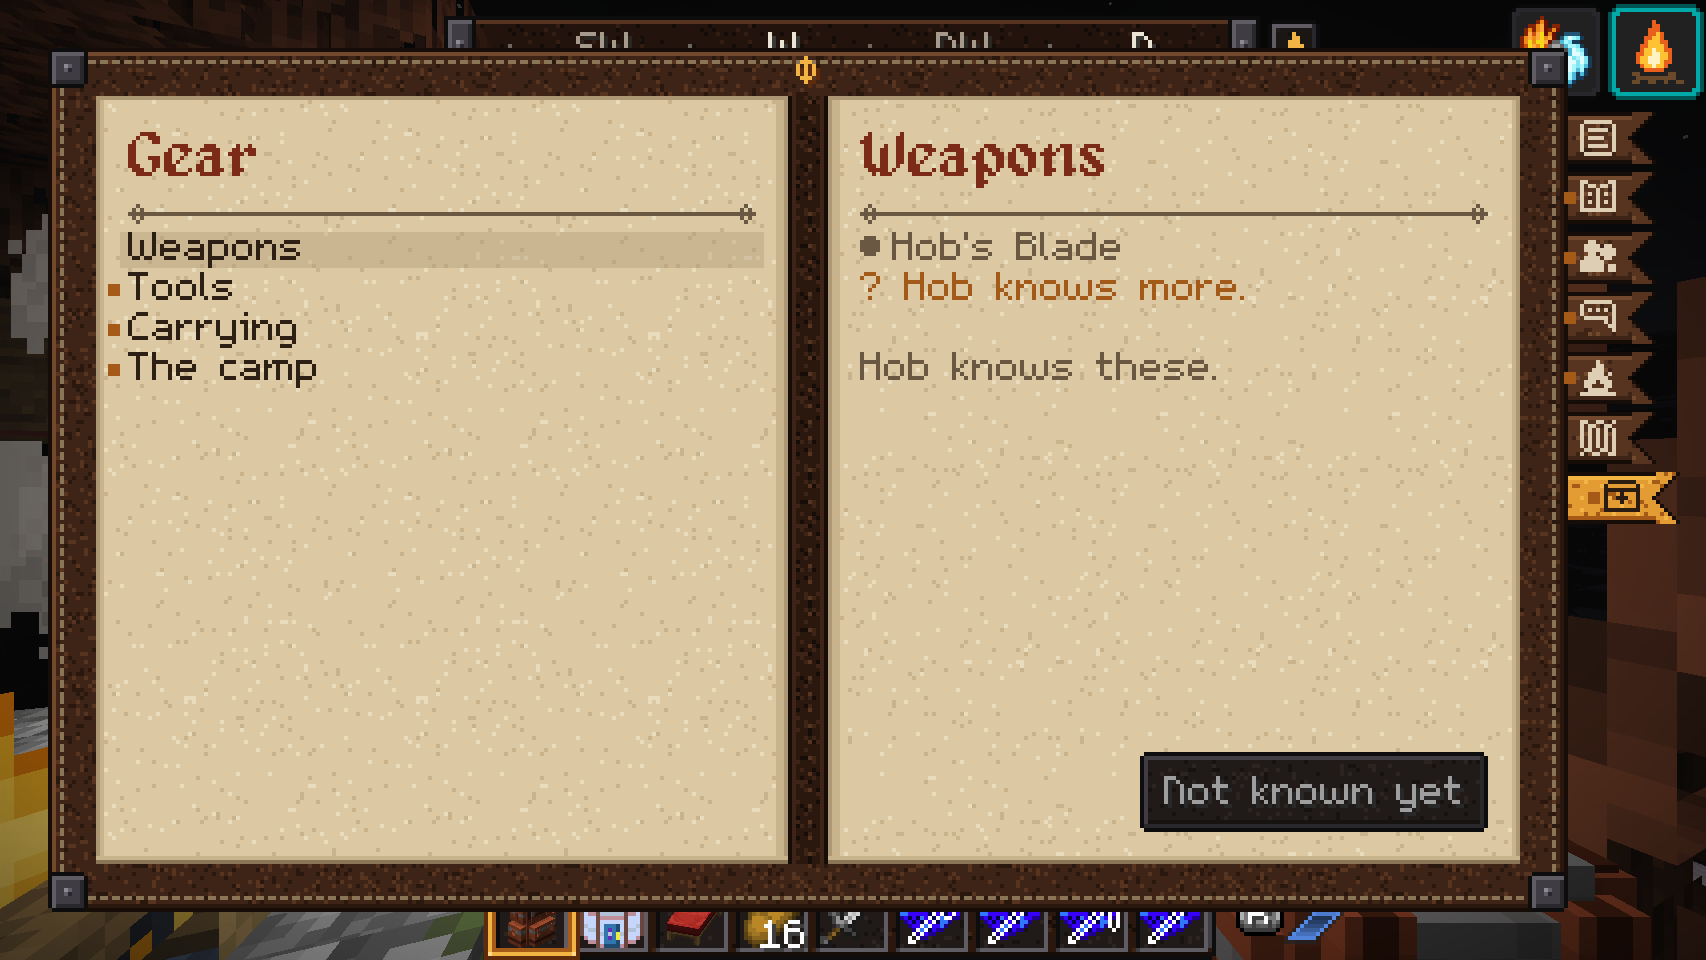 Gear
Weapons
Tools
Carrying
The camp
Weapons
Hob's Blade
? Hob knows more.
Hob knows these.
Not known yet
16